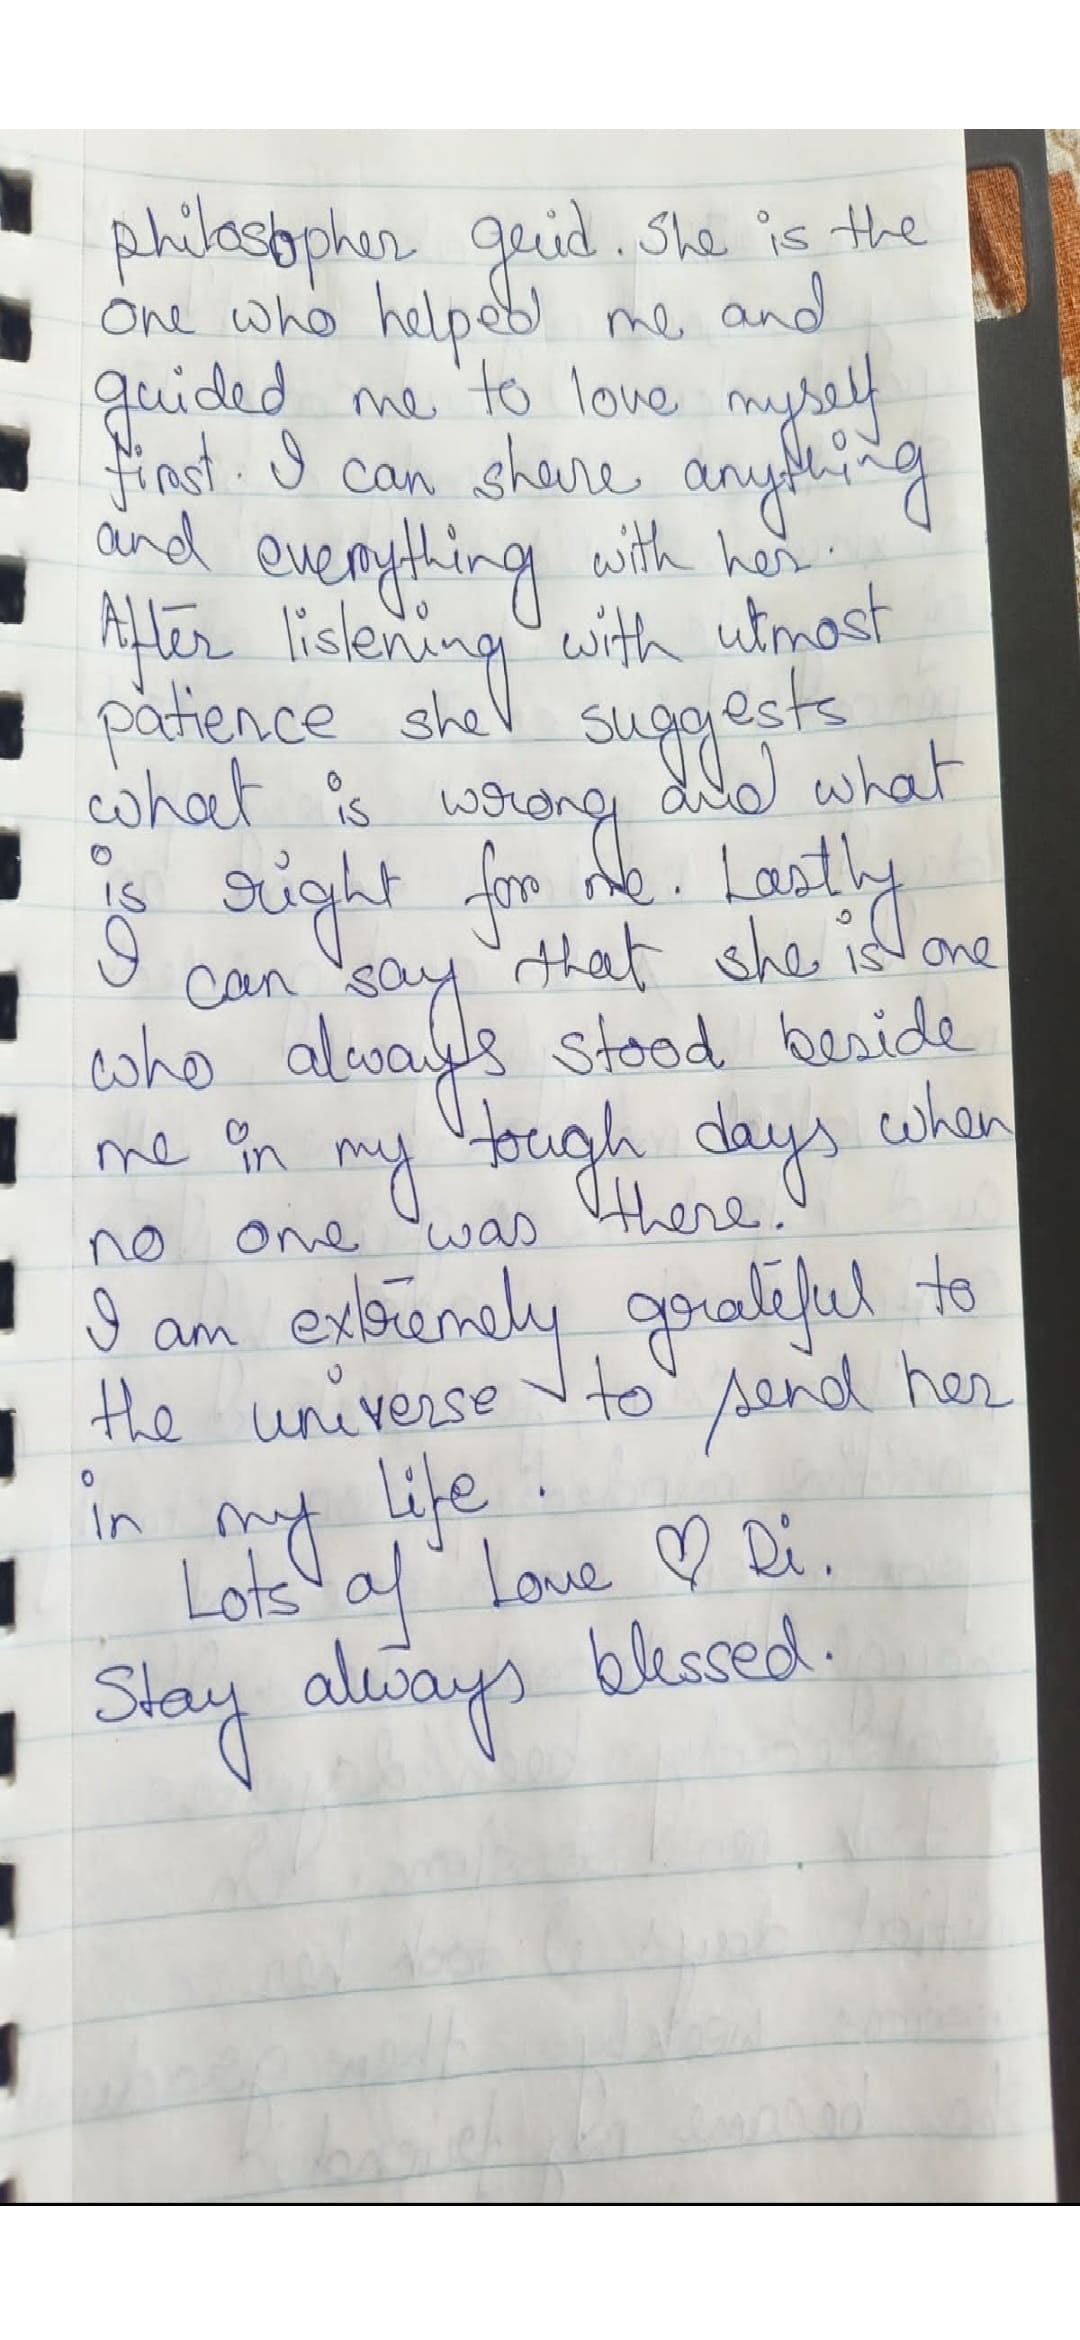 philosopher geuid. She is the
one who helped me and
guided me to love myself
first. I can share anything
and everything with her.
After listening with utmost
patience she suggests
what is wrong and what
is right for me. Lastly
I can say that she is one
who always stood beside
me in my tough days when
no one was there.
I am extremely grateful to
the universe to send her
in my life.
Lots of Love ♡ Di.
Stay always blessed.